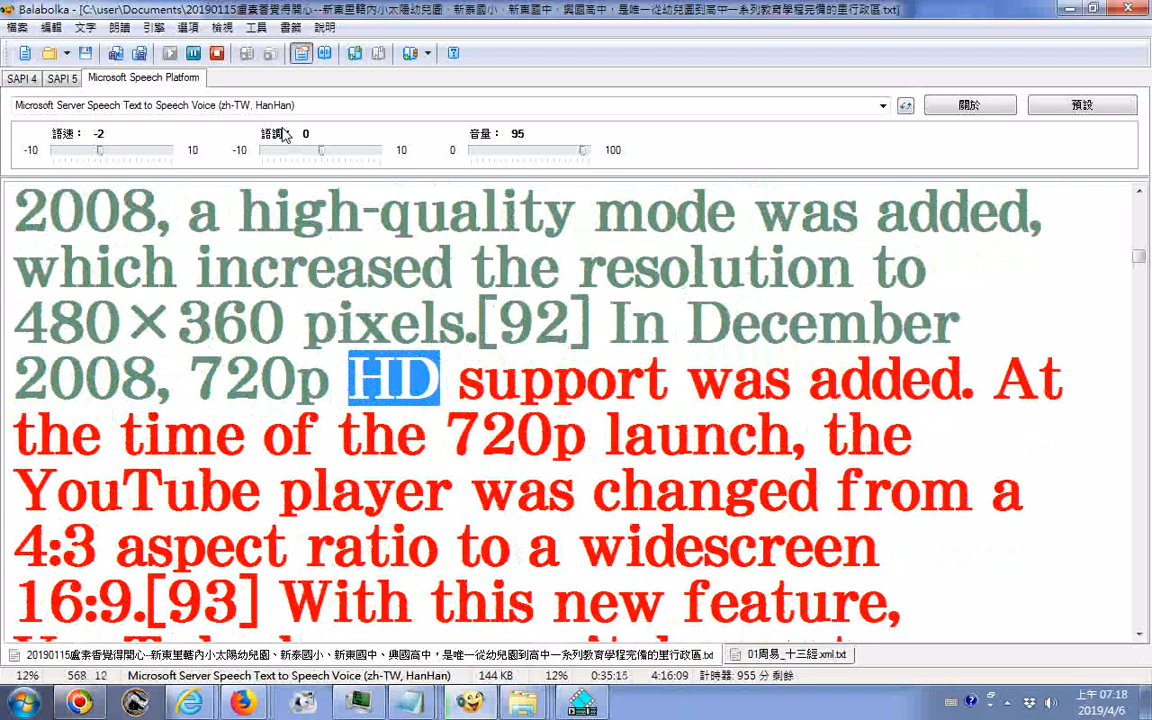 Balabolka - [C:\user\Documents\20190115盧素香覺得開心--新東里轄內小太陽幼兒園、新泰國小、新東國中、興國高中，是唯一從幼兒園到高中一系列教育學程完備的里行政區.txt]
檔案 編輯 文字 朗讀 引擎 選項 檢視 工具 書籤 說明
SAPI 4 SAPI 5 Microsoft Speech Platform
Microsoft Server Speech Text to Speech Voice (zh-TW, HanHan) 關於 預設
語速： -2 語調： 0 音量： 95
-10 10 -10 10 0 100
2008, a high-quality mode was added,
which increased the resolution to
480×360 pixels.[92] In December
2008, 720p HD support was added. At
the time of the 720p launch, the
YouTube player was changed from a
4:3 aspect ratio to a widescreen
16:9.[93] With this new feature,
20190115盧素香覺得開心--新東里轄內小太陽幼兒園、新泰國小、新東國中、興國高中，是唯一從幼兒園到高中一系列教育學程完備的里行政區.txt 01周易_十三經.xml.txt
12% 568: 12 Microsoft Server Speech Text to Speech Voice (zh-TW, HanHan) 144 KB 12% 0:35:15 4:16:09 計時器: 955 分 剩餘
上午 07:18
2019/4/6